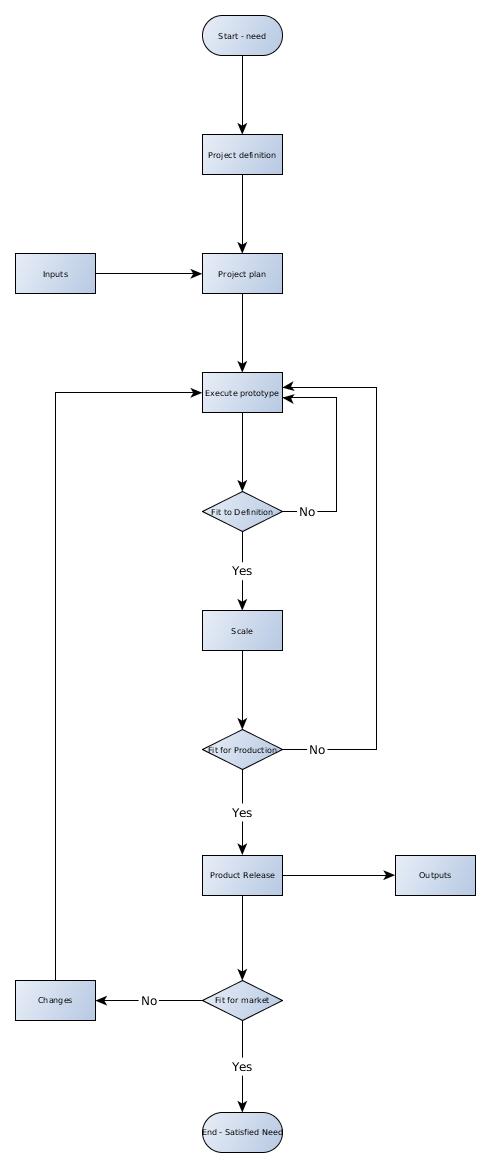 Start - need
Project definition
Inputs
Project plan
Execute prototype
Fit to Definition
No
Yes
Scale
Fit for Production
No
Yes
Product Release
Outputs
Changes
No
Fit for market
Yes
End - Satisfied Need